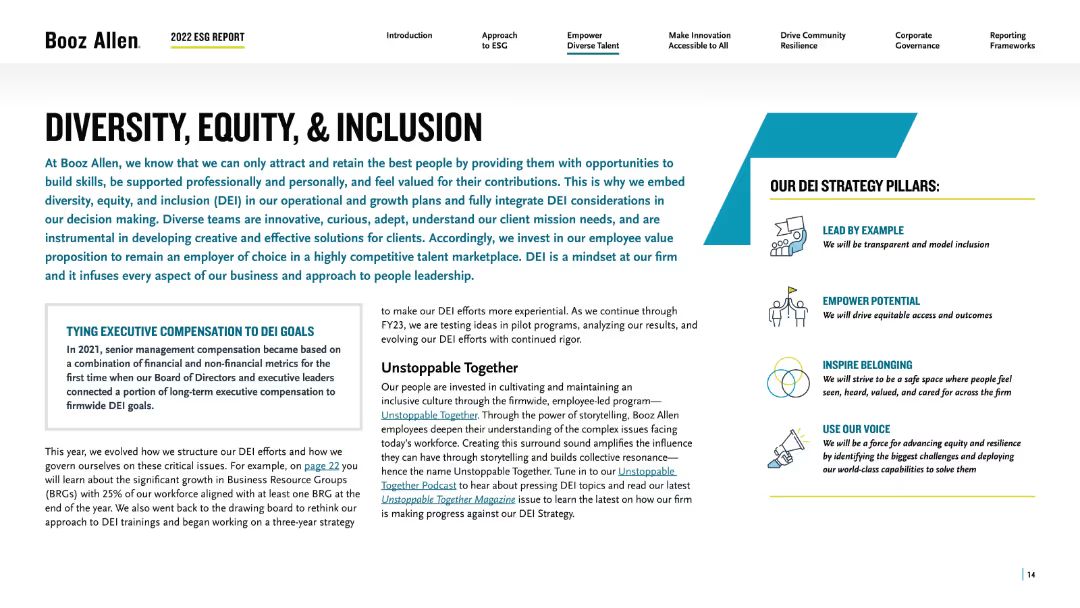 Booz Allen.
2022 ESG REPORT
Introduction
Approach
to ESG
Empower
Diverse Talent
Make Innovation
Accessible to All
Drive Community
Resilience
Corporate
Governance
Reporting
Frameworks
DIVERSITY, EQUITY, & INCLUSION
At Booz Allen, we know that we can only attract and retain the best people by providing them with opportunities to
build skills, be supported professionally and personally, and feel valued for their contributions. This is why we embed
diversity, equity, and inclusion (DEI) in our operational and growth plans and fully integrate DEI considerations in
our decision making. Diverse teams are innovative, curious, adept, understand our client mission needs, and are
instrumental in developing creative and effective solutions for clients. Accordingly, we invest in our employee value
proposition to remain an employer of choice in a highly competitive talent marketplace. DEI is a mindset at our firm
and it infuses every aspect of our business and approach to people leadership.
TYING EXECUTIVE COMPENSATION TO DEI GOALS
In 2021, senior management compensation became based on
a combination of financial and non-financial metrics for the
first time when our Board of Directors and executive leaders
connected a portion of long-term executive compensation to
firmwide DEI goals.
This year, we evolved how we structure our DEI efforts and how we
govern ourselves on these critical issues. For example, on page 22 you
will learn about the significant growth in Business Resource Groups
(BRGs) with 25% of our workforce aligned with at least one BRG at the
end of the year. We also went back to the drawing board to rethink our
approach to DEI trainings and began working on a three-year strategy
to make our DEI efforts more experiential. As we continue through
FY23, we are testing ideas in pilot programs, analyzing our results, and
evolving our DEI efforts with continued rigor.
Unstoppable Together
Our people are invested in cultivating and maintaining an
inclusive culture through the firmwide, employee-led program—
Unstoppable Together. Through the power of storytelling, Booz Allen
employees deepen their understanding of the complex issues facing
today's workforce. Creating this surround sound amplifies the influence
they can have through storytelling and builds collective resonance—
hence the name Unstoppable Together. Tune in to our Unstoppable
Together Podcast to hear about pressing DEI topics and read our latest
Unstoppable Together Magazine issue to learn the latest on how our firm
is making progress against our DEI Strategy.
OUR DEI STRATEGY PILLARS:
LEAD BY EXAMPLE
We will be transparent and model inclusion
EMPOWER POTENTIAL
We will drive equitable access and outcomes
INSPIRE BELONGING
We will strive to be a safe space where people feel
seen, heard, valued, and cared for across the firm
USE OUR VOICE
We will be a force for advancing equity and resilience
by identifying the biggest challenges and deploying
our world-class capabilities to solve them
14